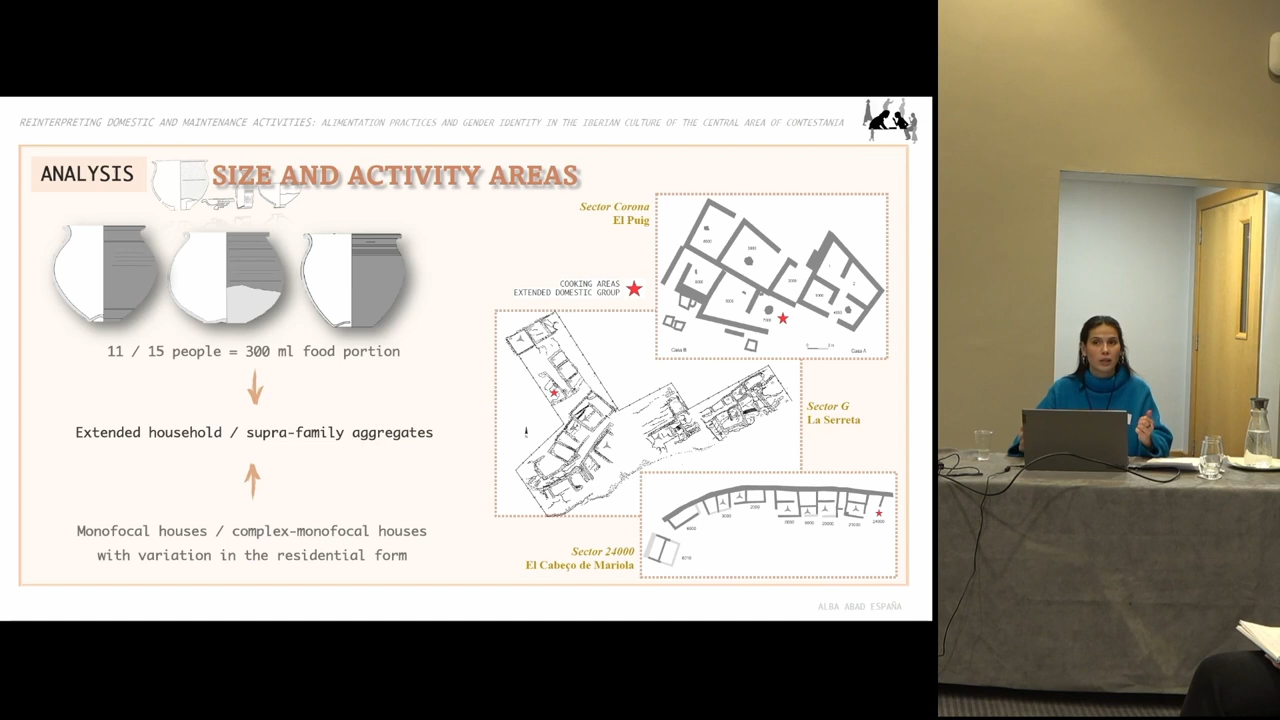 REINTERPRETING DOMESTIC AND MAINTENANCE ACTIVITIES: ALIMENTATION PRACTICES AND GENDER IDENTITY IN THE IBERIAN CULTURE OF THE CENTRAL AREA OF CONTESTANIA
ANALYSIS
SIZE AND ACTIVITY AREAS
11 / 15 people = 300 ml food portion
Extended household / supra-family aggregates
Monofocal houses / complex-monofocal houses
with variation in the residential form
Sector Corona
El Puig
COOKING AREAS
EXTENDED DOMESTIC GROUP
Casa B
Casa A
Sector G
La Serreta
Sector 24000
El Cabeço de Mariola
24000
ALBA ABAD ESPAÑA